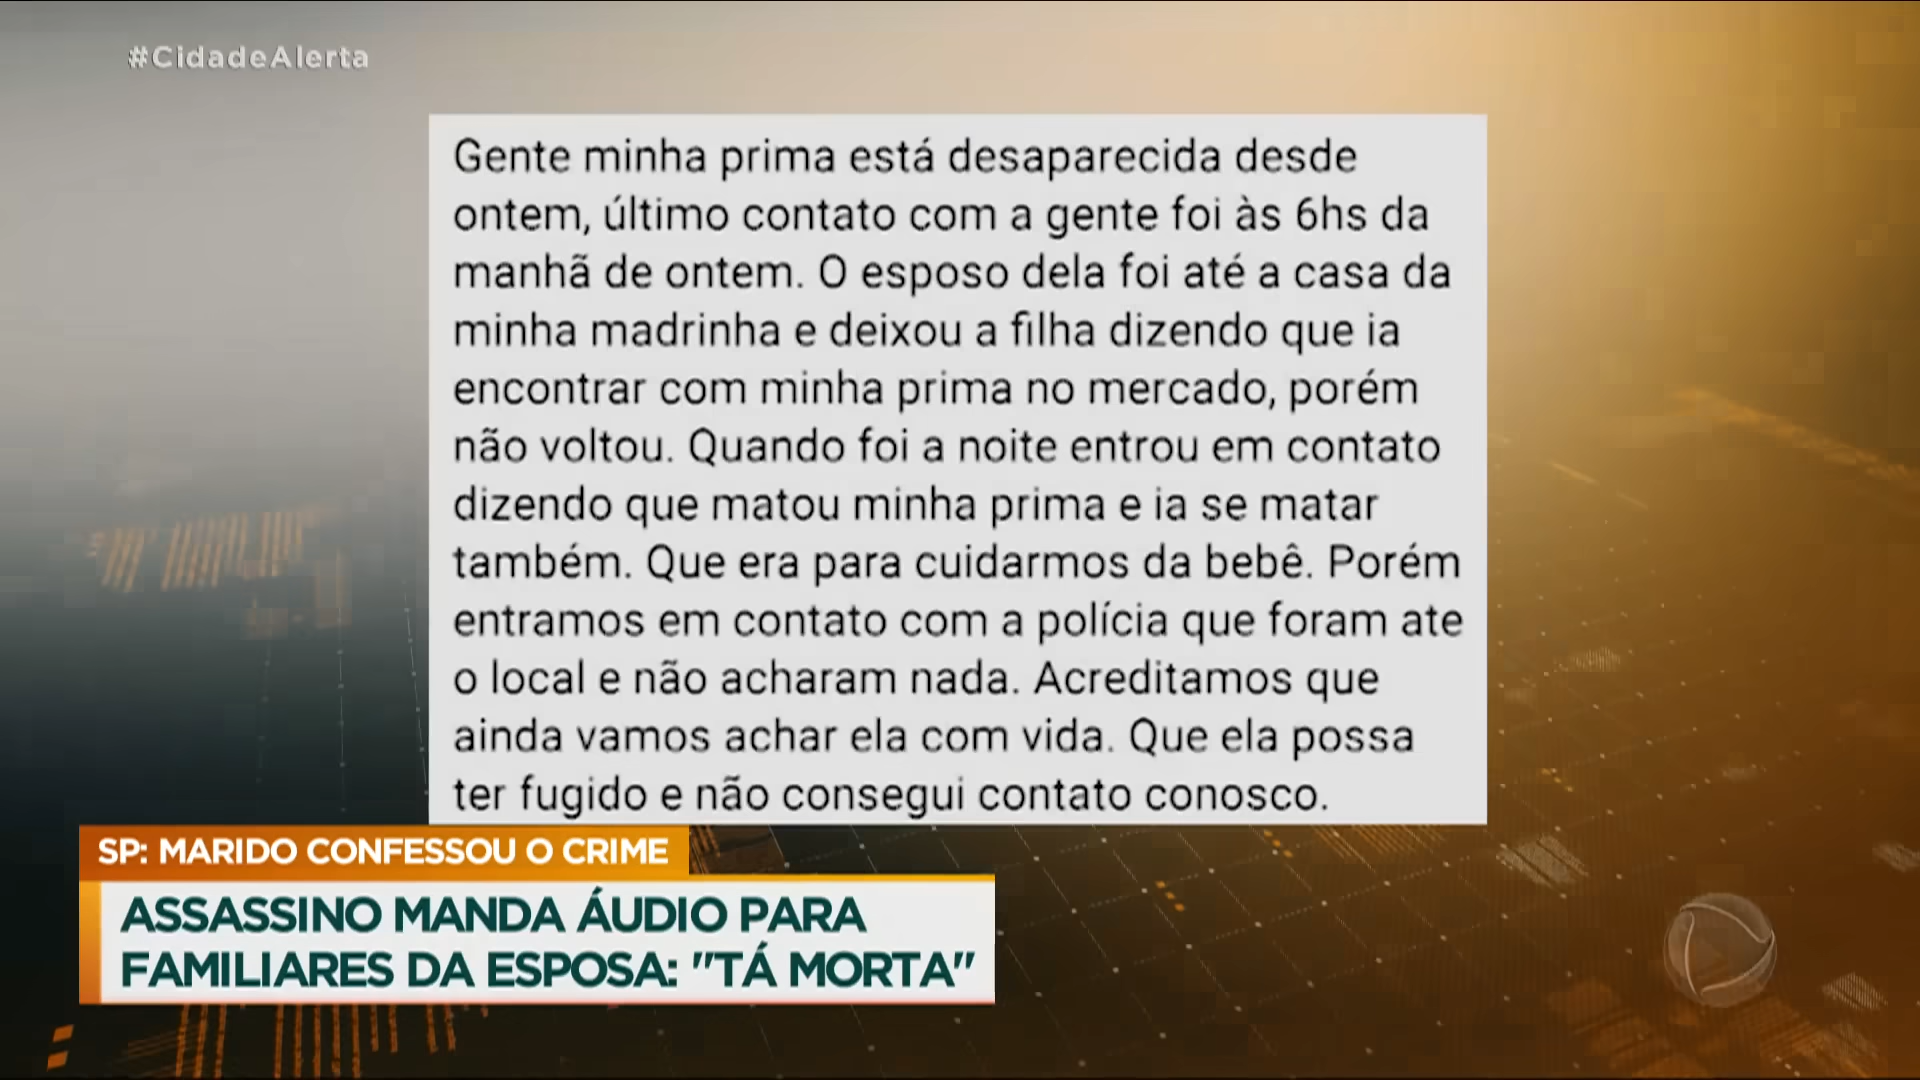 #CidadeAlerta
Gente minha prima está desaparecida desde
ontem, último contato com a gente foi às 6hs da
manhã de ontem. O esposo dela foi até a casa da
minha madrinha e deixou a filha dizendo que ia
encontrar com minha prima no mercado, porém
não voltou. Quando foi a noite entrou em contato
dizendo que matou minha prima e ia se matar
também. Que era para cuidarmos da bebê. Porém
entramos em contato com a polícia que foram ate
o local e não acharam nada. Acreditamos que
ainda vamos achar ela com vida. Que ela possa
ter fugido e não consegui contato conosco.
SP: MARIDO CONFESSOU O CRIME
ASSASSINO MANDA ÁUDIO PARA
FAMILIARES DA ESPOSA: "TÁ MORTA"